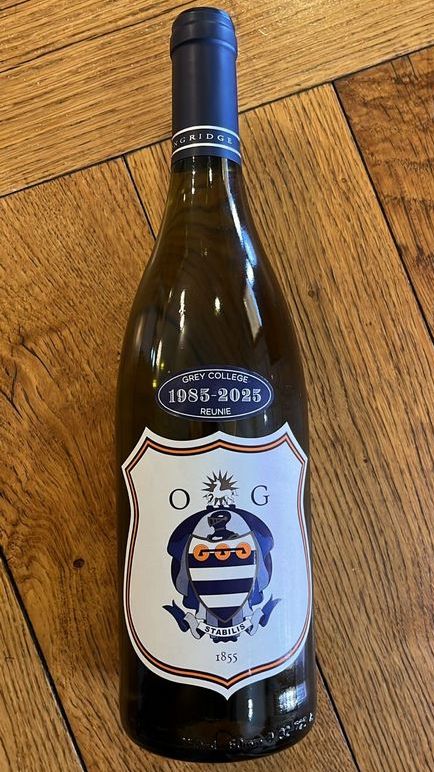 NGRIDGE
GREY COLLEGE
1985-2025
REUNIE
O G
STABILIS
1855